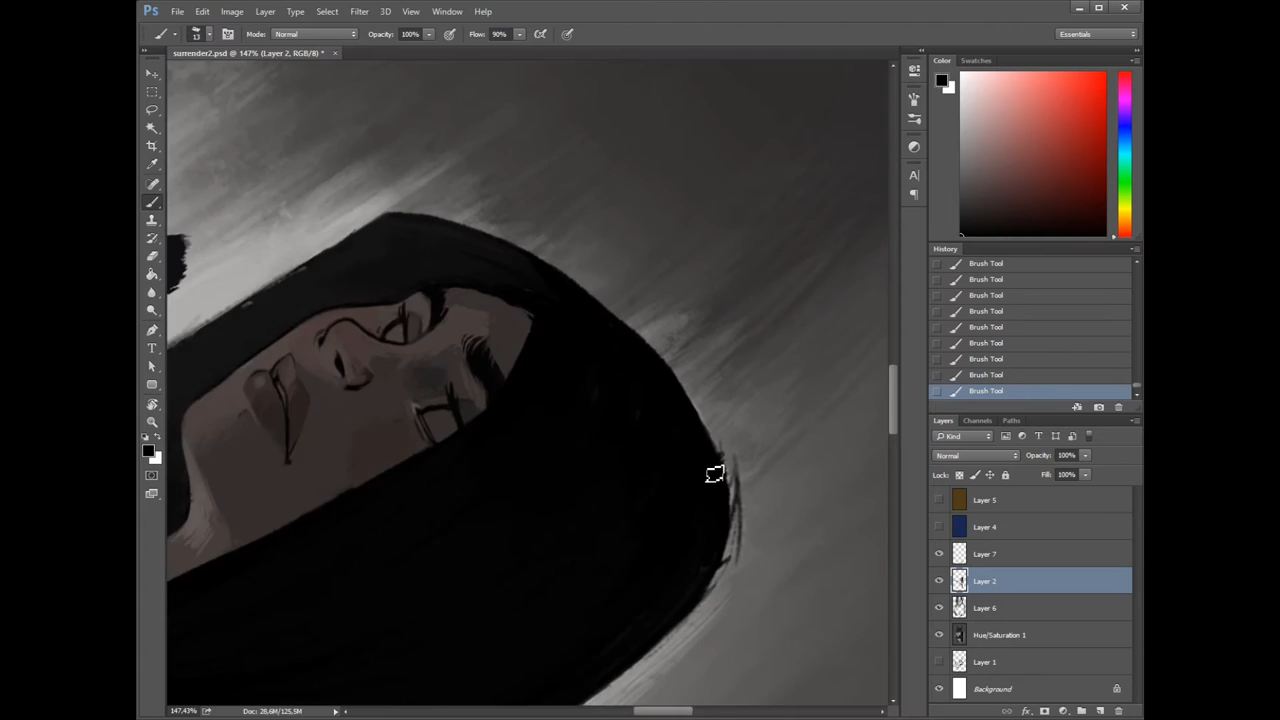 Ps File Edit Image Layer Type Select Filter 3D View Window Help
13 Mode: Normal Opacity: 100% Flow: 90% Essentials
surrender2.psd @ 147% (Layer 2, RGB/8) * ×
Color Swatches
History
Brush Tool
Brush Tool
Brush Tool
Brush Tool
Brush Tool
Brush Tool
Brush Tool
Brush Tool
Brush Tool
Layers Channels Paths
Kind
Normal Opacity: 100%
Lock: Fill: 100%
Layer 5
Layer 4
Layer 7
Layer 2
Layer 6
Hue/Saturation 1
Layer 1
Background
147,43% Doc: 28,6M/125,5M